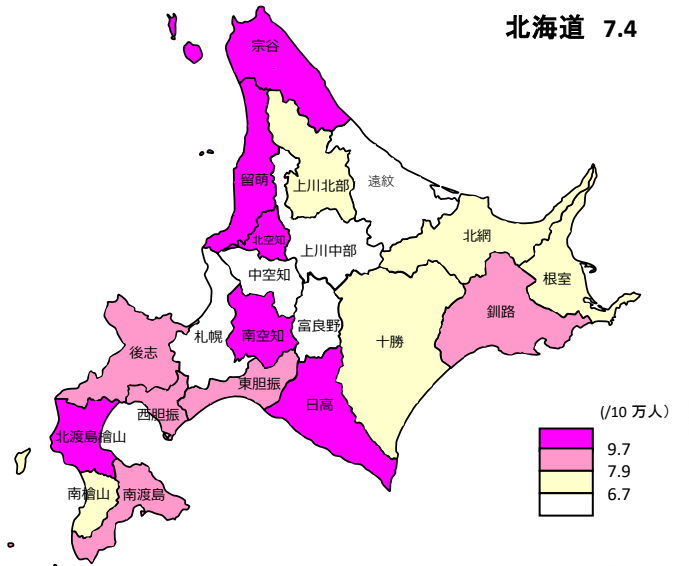 北海道 7.4
宗谷
留萌
上川北部
遠紋
北空知
上川中部
北網
中空知
根室
釧路
札幌
南空知
富良野
十勝
後志
東胆振
西胆振
日高
北渡島檜山
南檜山
南渡島
(/10 万人)
9.7
7.9
6.7